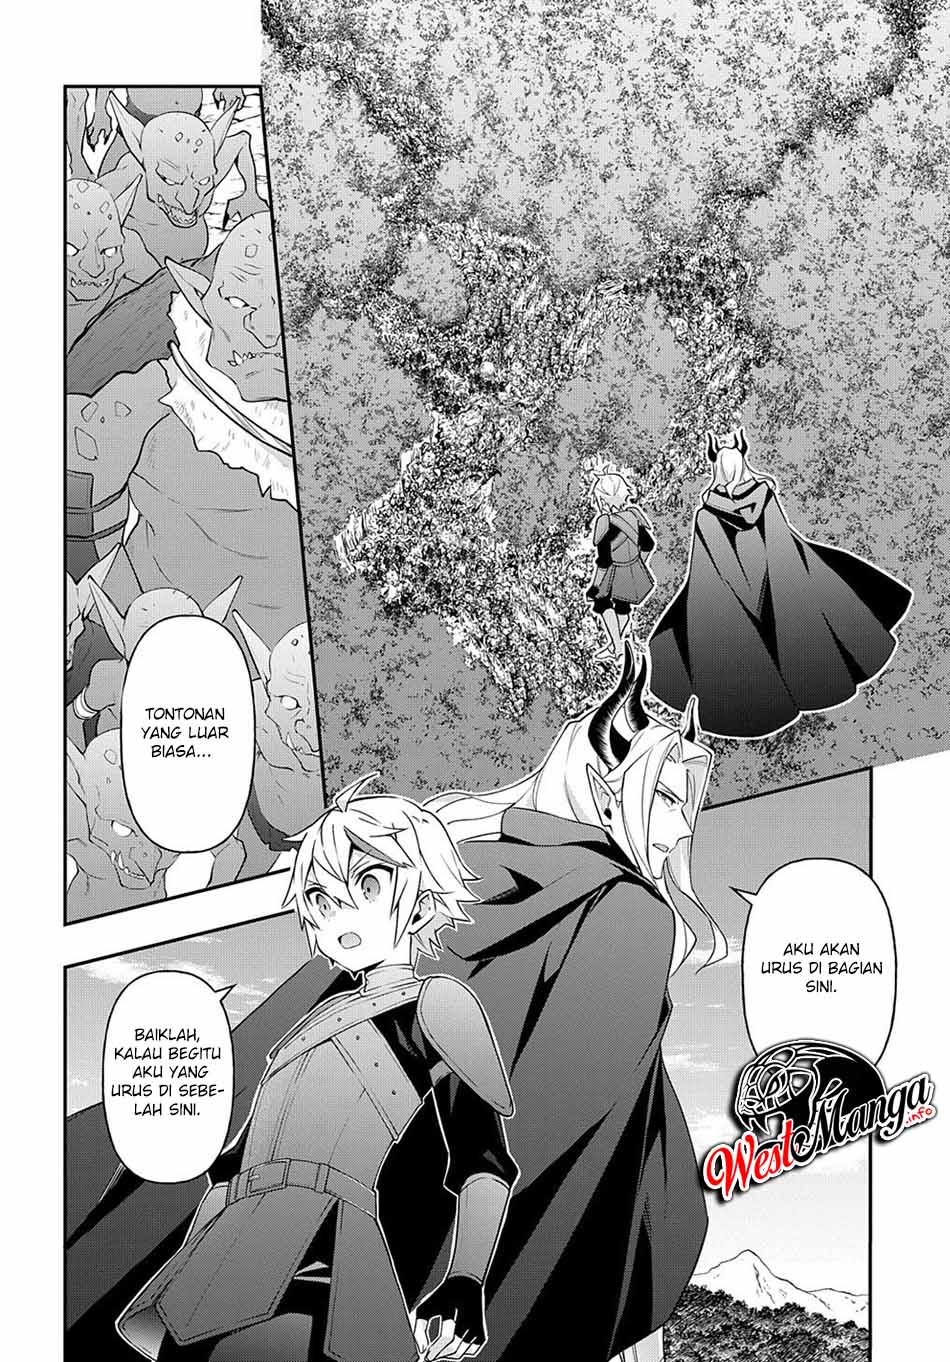 TONTONAN
YANG LUAR
BIASA...
AKU AKAN
URUS DI BAGIAN
SINI.
BAIKLAH,
KALAU BEGITU
AKU YANG
URUS DI SEBE-
LAH SINI.
WestManga
.info